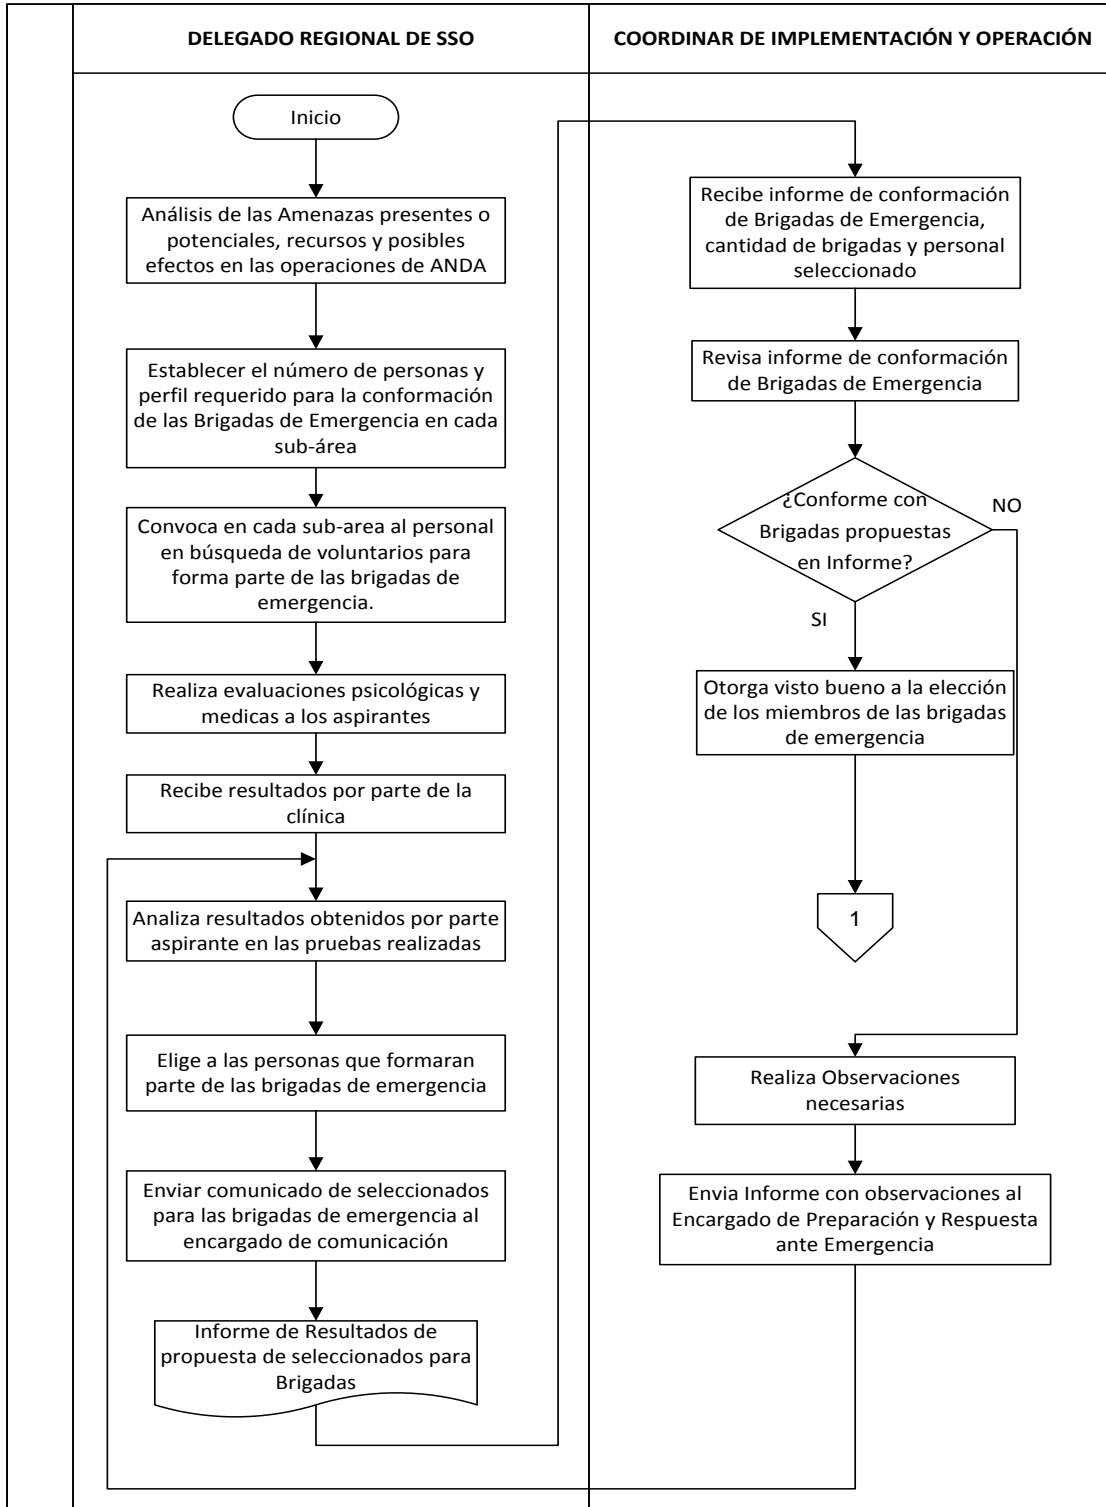 DELEGADO REGIONAL DE SSO
COORDINAR DE IMPLEMENTACIÓN Y OPERACIÓN
Inicio
Análisis de las Amenazas presentes o
potenciales, recursos y posibles
efectos en las operaciones de ANDA
Establecer el número de personas y
perfil requerido para la conformación
de las Brigadas de Emergencia en cada
sub-área
Convoca en cada sub-area al personal
en búsqueda de voluntarios para
forma parte de las brigadas de
emergencia.
Realiza evaluaciones psicológicas y
medicas a los aspirantes
Recibe resultados por parte de la
clínica
Analiza resultados obtenidos por parte
aspirante en las pruebas realizadas
Elige a las personas que formaran
parte de las brigadas de emergencia
Enviar comunicado de seleccionados
para las brigadas de emergencia al
encargado de comunicación
Informe de Resultados de
propuesta de seleccionados para
Brigadas
Recibe informe de conformación
de Brigadas de Emergencia,
cantidad de brigadas y personal
seleccionado
Revisa informe de conformación
de Brigadas de Emergencia
¿Conforme con
Brigadas propuestas
en Informe?
NO
SI
Otorga visto bueno a la elección
de los miembros de las brigadas
de emergencia
1
Realiza Observaciones
necesarias
Envia Informe con observaciones al
Encargado de Preparación y Respuesta
ante Emergencia